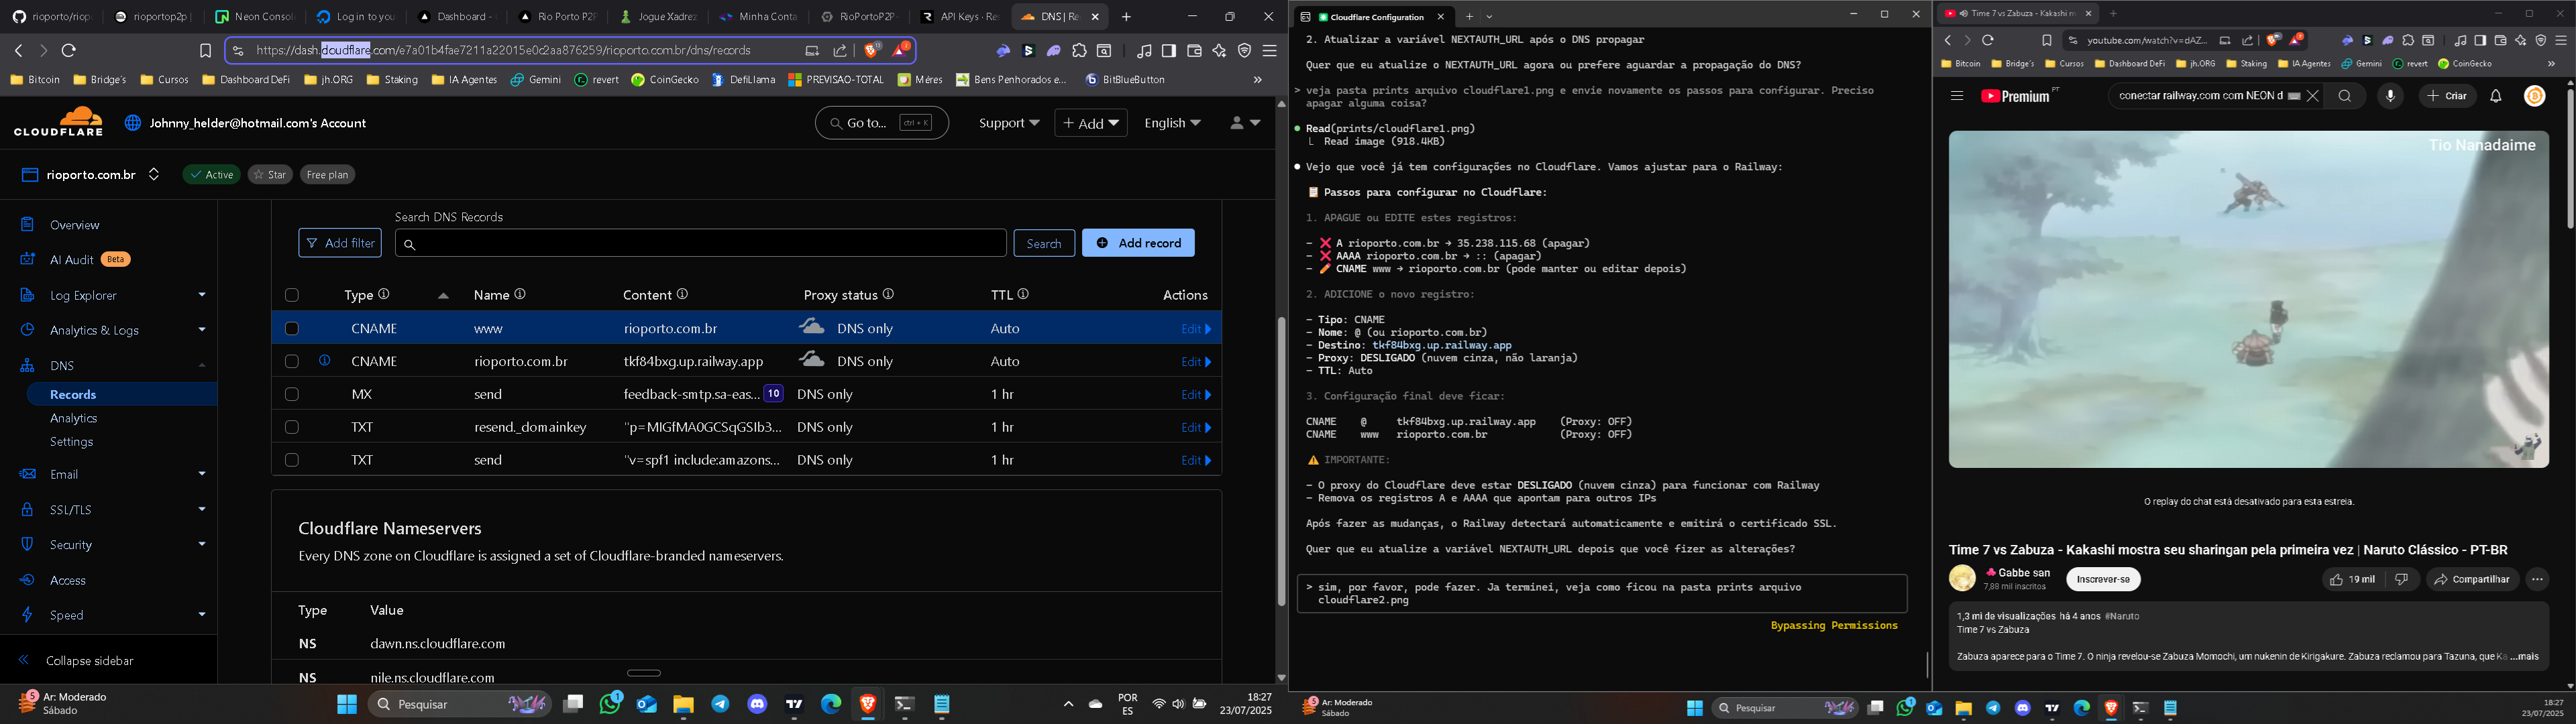 rioporto/riop
rioportop2p |
Neon Consol
Log in to you
Dashboard -
Rio Porto P2P
Jogue Xadrez
Minha Conta
RioPortoP2P
API Keys · Re
DNS | Ri
https://dash.cloudflare.com/e7a01b4fae7211a22015e0c2aa876259/rioporto.com.br/dns/records
Bitcoin
Bridge's
Cursos
Dashboard DeFi
jh.ORG
Staking
IA Agentes
Gemini
revert
CoinGecko
DefiLlama
PREVISAO-TOTAL
Méres
Bens Penhorados e...
BitBlueButton
CLOUDFLARE
Johnny_helder@hotmail.com's Account
Go to... ctrl + K
Support
+ Add
English
rioporto.com.br
Active
Star
Free plan
Overview
AI Audit Beta
Log Explorer
Analytics & Logs
DNS
Records
Analytics
Settings
Email
SSL/TLS
Security
Access
Speed
Collapse sidebar
Search DNS Records
Add filter
Search
Add record
Type Name Content Proxy status TTL Actions
CNAME www rioporto.com.br DNS only Auto Edit
CNAME rioporto.com.br tkf84bxg.up.railway.app DNS only Auto Edit
MX send feedback-smtp.sa-eas... 10 DNS only 1 hr Edit
TXT resend._domainkey "p=MIGfMA0GCSqGSIb3... DNS only 1 hr Edit
TXT send "v=spf1 include:amazons... DNS only 1 hr Edit
Cloudflare Nameservers
Every DNS zone on Cloudflare is assigned a set of Cloudflare-branded nameservers.
Type Value
NS dawn.ns.cloudflare.com
NS nile.ns.cloudflare.com
5
Ar: Moderado
Sábado
Pesquisar
1
POR
ES
18:27
23/07/2025
Cloudflare Configuration
2. Atualizar a variável NEXTAUTH_URL após o DNS propagar
Quer que eu atualize o NEXTAUTH_URL agora ou prefere aguardar a propagação do DNS?
> veja pasta prints arquivo cloudflare1.png e envie novamente os passos para configurar. Preciso
apagar alguma coisa?
Read(prints/cloudflare1.png)
Read image (918.4KB)
Vejo que você já tem configurações no Cloudflare. Vamos ajustar para o Railway:
Passos para configurar no Cloudflare:
1. APAGUE ou EDITE estes registros:
- ❌ A rioporto.com.br → 35.238.115.68 (apagar)
- ❌ AAAA rioporto.com.br → :: (apagar)
- ✏️ CNAME www → rioporto.com.br (pode manter ou editar depois)
2. ADICIONE o novo registro:
- Tipo: CNAME
- Nome: @ (ou rioporto.com.br)
- Destino: tkf84bxg.up.railway.app
- Proxy: DESLIGADO (nuvem cinza, não laranja)
- TTL: Auto
3. Configuração final deve ficar:
CNAME @ tkf84bxg.up.railway.app (Proxy: OFF)
CNAME www rioporto.com.br (Proxy: OFF)
⚠️ IMPORTANTE:
- O proxy do Cloudflare deve estar DESLIGADO (nuvem cinza) para funcionar com Railway
- Remova os registros A e AAAA que apontam para outros IPs
Após fazer as mudanças, o Railway detectará automaticamente e emitirá o certificado SSL.
Quer que eu atualize a variável NEXTAUTH_URL depois que você fizer as alterações?
> sim, por favor, pode fazer. Ja terminei, veja como ficou na pasta prints arquivo
cloudflare2.png
Bypassing Permissions
Ar: Moderado
Sábado
Pesquisar
Time 7 vs Zabuza - Kakashi m
youtube.com/watch?v=dAZ...
Bitcoin
Bridge's
Cursos
Dashboard DeFi
jh.ORG
Staking
IA Agentes
Gemini
revert
CoinGecko
Premium PT
conectar railway.com com NEON d
+ Criar
Tio Nanadaime
O replay do chat está desativado para esta estreia.
Time 7 vs Zabuza - Kakashi mostra seu sharingan pela primeira vez | Naruto Clássico - PT-BR
Gabbe san
7,88 mil inscritos
Inscrever-se
19 mil
Compartilhar
1,3 mi de visualizações há 4 anos #Naruto
Time 7 vs Zabuza
Zabuza aparece para o Time 7. O ninja revelou-se Zabuza Momochi, um nukenin de Kirigakure. Zabuza reclamou para Tazuna, que Ka ...mais
18:27
23/07/2025